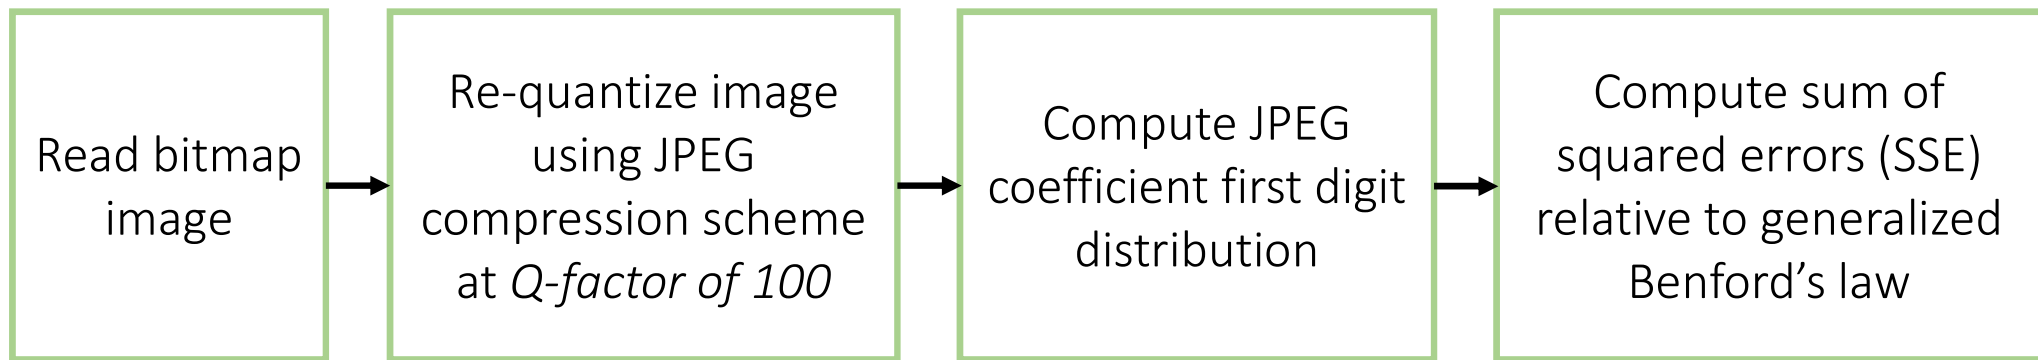 Read bitmap
image
Re-quantize image
using JPEG
compression scheme
at Q-factor of 100
Compute JPEG
coefficient first digit
distribution
Compute sum of
squared errors (SSE)
relative to generalized
Benford’s law